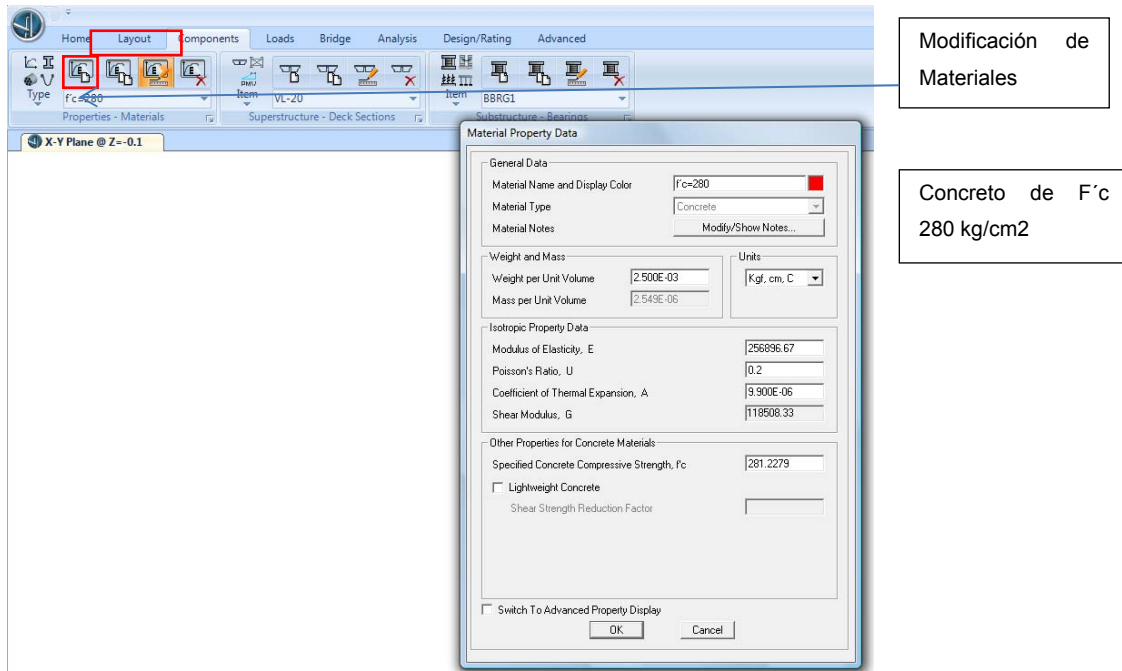 Home Layout Components Loads Bridge Analysis Design/Rating Advanced
Type
f'c=280
Properties - Materials
Item
VL-20
Superstructure - Deck Sections
Item
BBRG1
Substructure - Bearings
X-Y Plane @ Z=-0.1
Modificación de
Materiales
Concreto de F´c
280 kg/cm2
Material Property Data
General Data
Material Name and Display Color f'c=280
Material Type Concrete
Material Notes Modify/Show Notes...
Weight and Mass
Weight per Unit Volume 2.500E-03
Mass per Unit Volume 2.549E-06
Units
Kgf, cm, C
Isotropic Property Data
Modulus of Elasticity, E 256896.67
Poisson's Ratio, U 0.2
Coefficient of Thermal Expansion, A 9.900E-06
Shear Modulus, G 118508.33
Other Properties for Concrete Materials
Specified Concrete Compressive Strength, f'c 281.2279
Lightweight Concrete
Shear Strength Reduction Factor
Switch To Advanced Property Display
OK Cancel